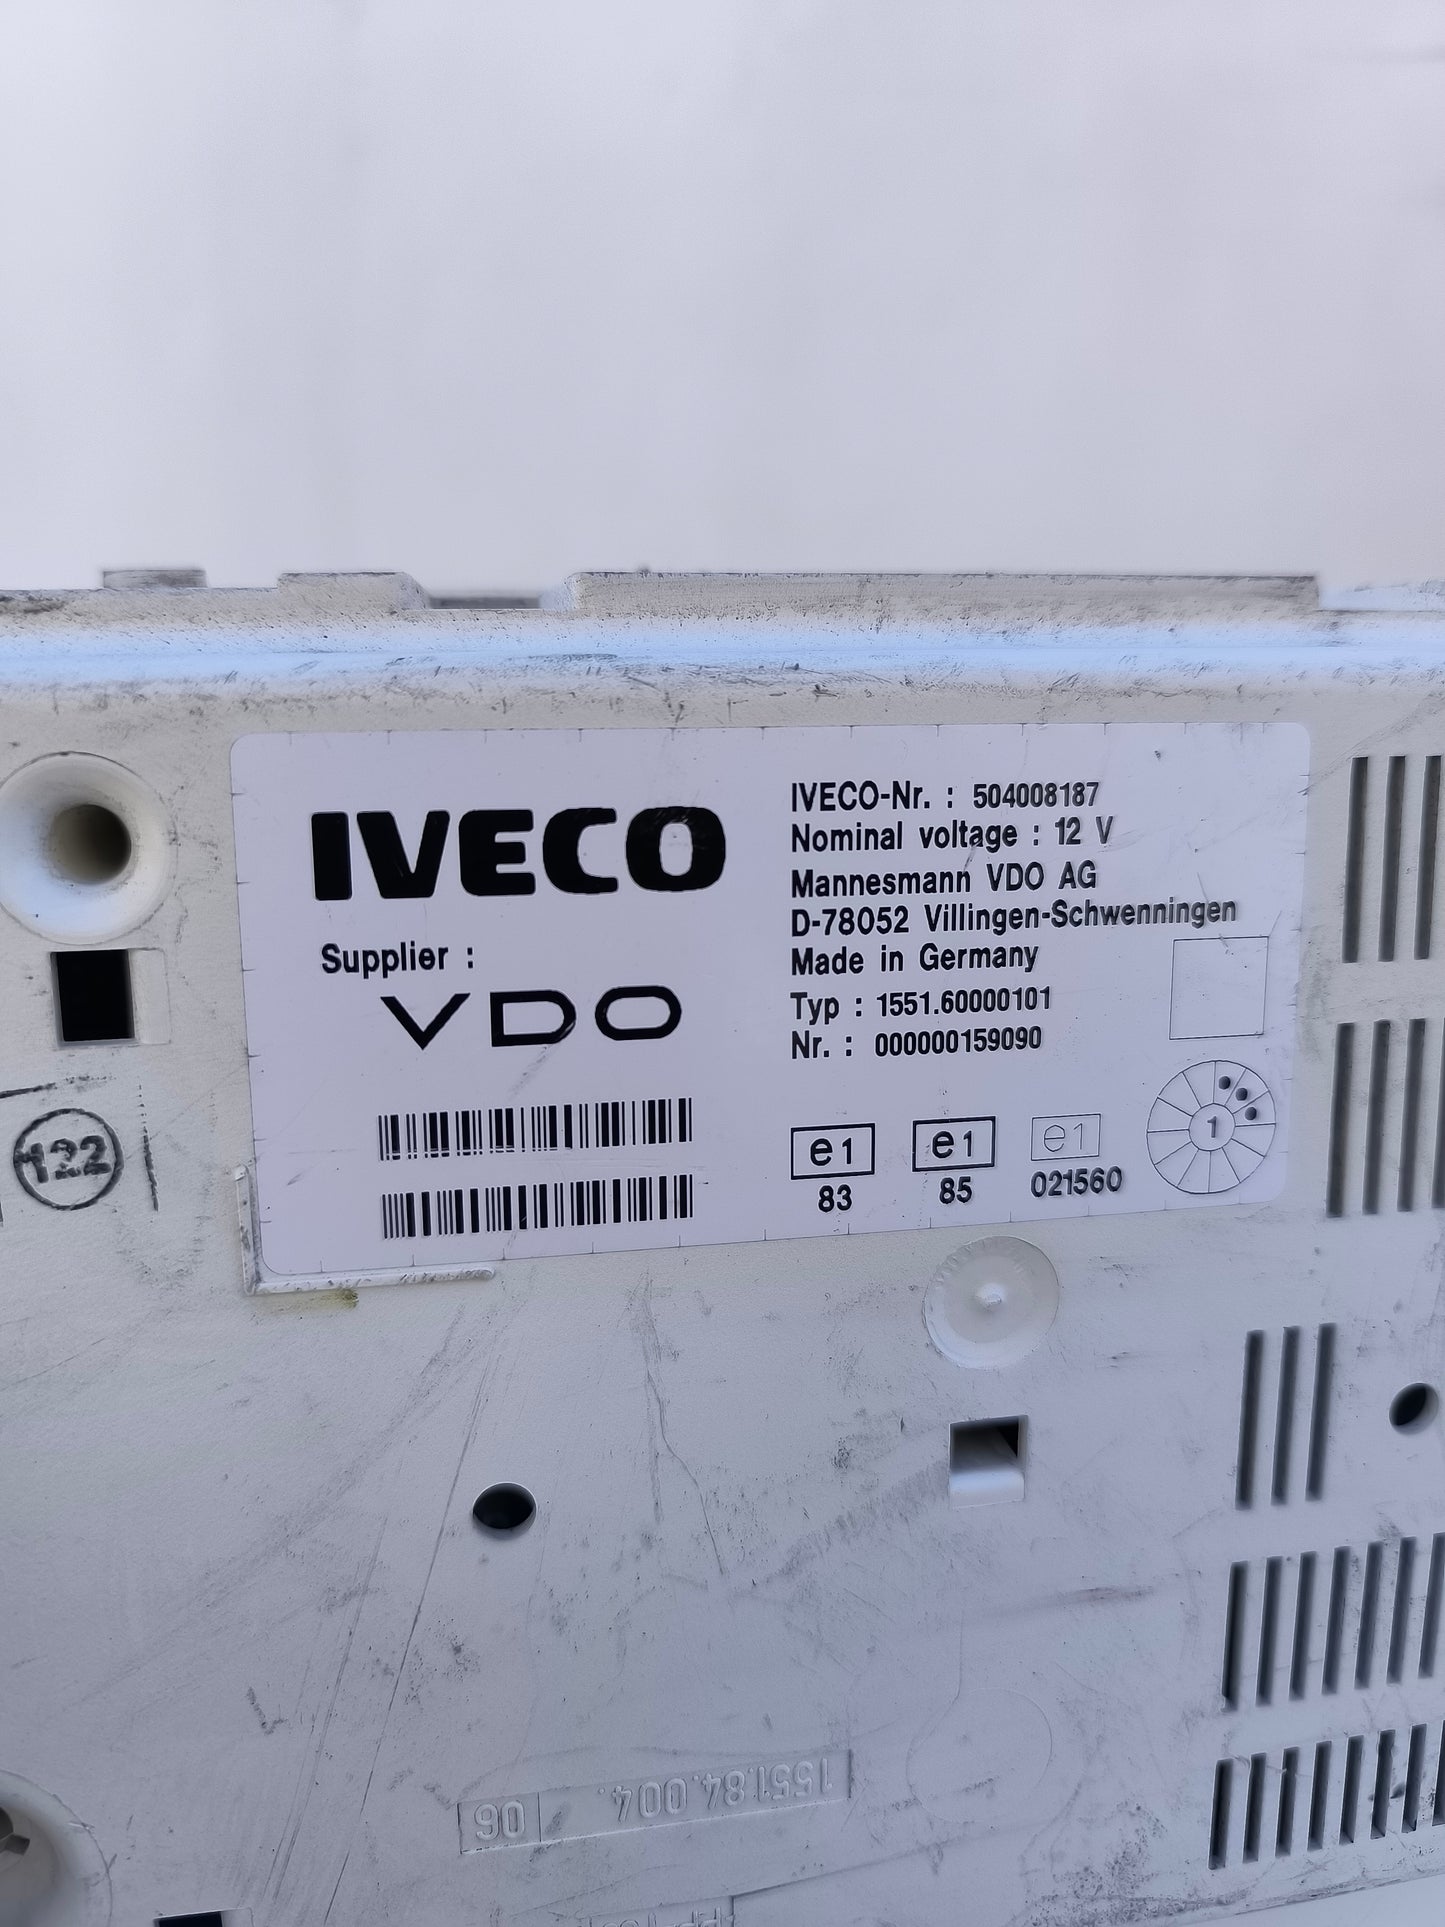 IVECO
Supplier :
VDO
IVECO-Nr. : 504008187
Nominal voltage : 12 V
Mannesmann VDO AG
D-78052 Villingen-Schwenningen
Made in Germany
Typ : 1551.60000101
Nr. : 000000159090
e1
83
e1
85
e1
021560
1
122
1551.84.004.
06